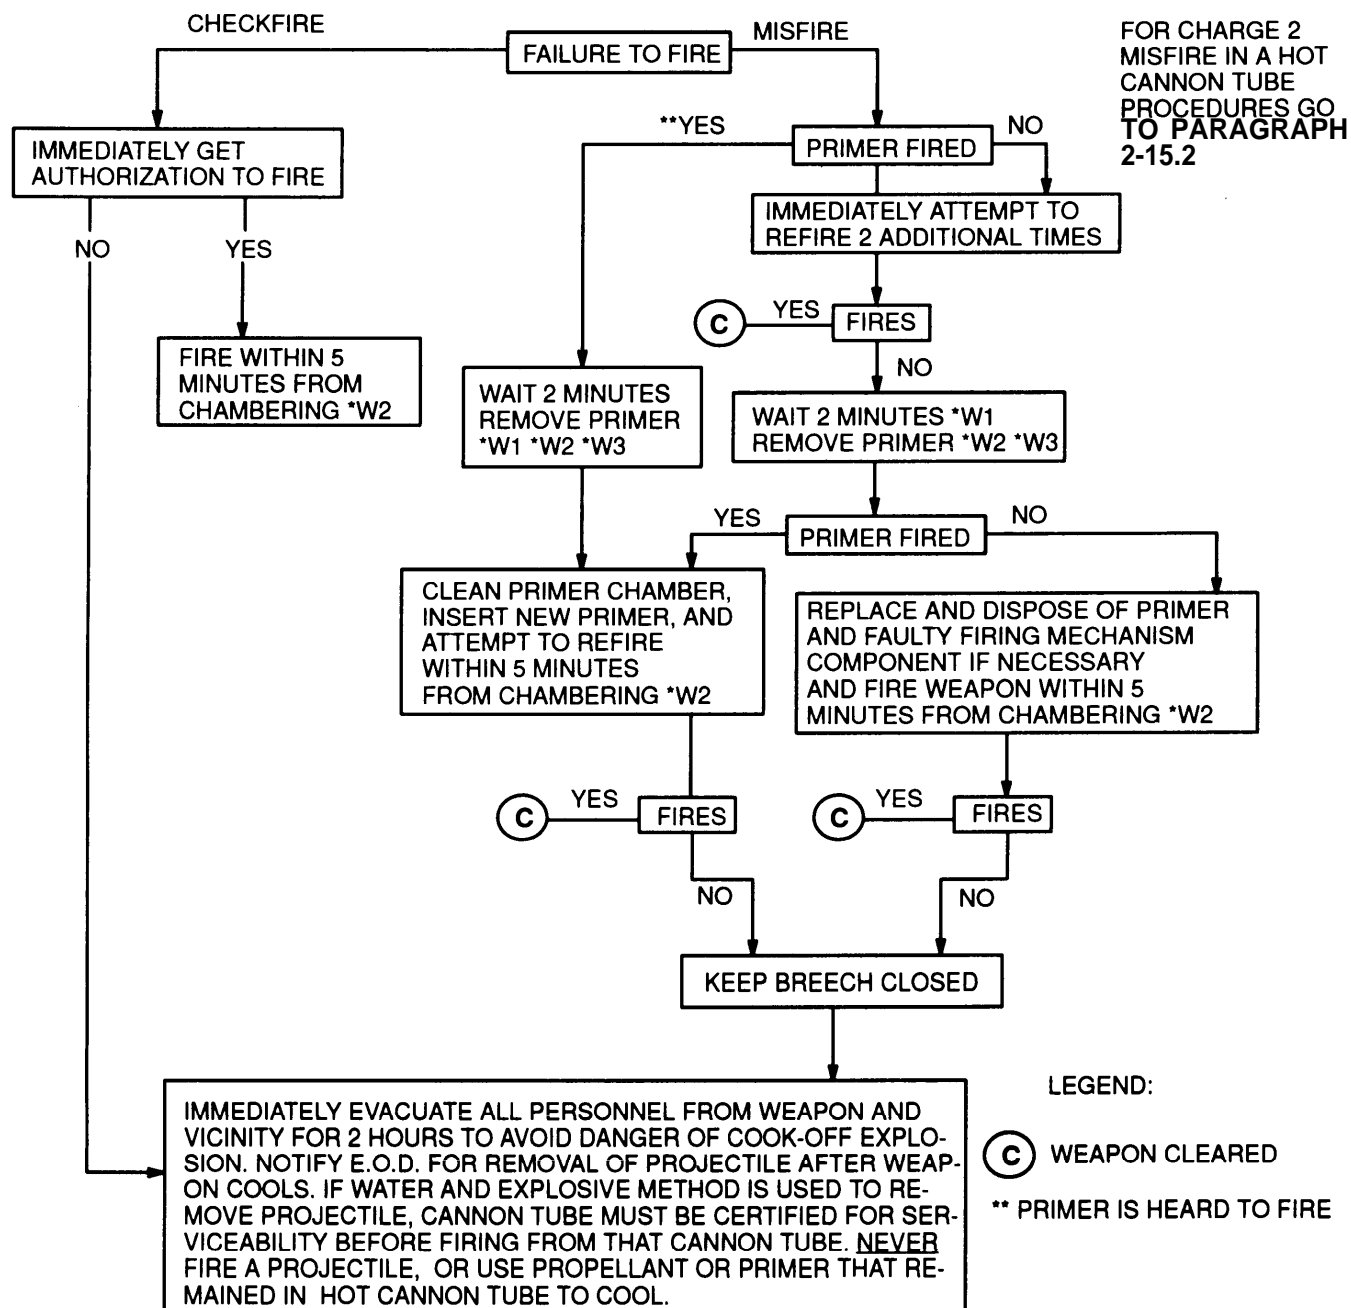 CHECKFIRE
FAILURE TO FIRE
MISFIRE
FOR CHARGE 2
MISFIRE IN A HOT
CANNON TUBE
PROCEDURES GO
TO PARAGRAPH
2-15.2
IMMEDIATELY GET
AUTHORIZATION TO FIRE
**YES
PRIMER FIRED
NO
IMMEDIATELY ATTEMPT TO
REFIRE 2 ADDITIONAL TIMES
NO
YES
C
YES
FIRES
FIRE WITHIN 5
MINUTES FROM
CHAMBERING *W2
NO
WAIT 2 MINUTES
REMOVE PRIMER
*W1 *W2 *W3
WAIT 2 MINUTES *W1
REMOVE PRIMER *W2 *W3
YES
PRIMER FIRED
NO
CLEAN PRIMER CHAMBER,
INSERT NEW PRIMER, AND
ATTEMPT TO REFIRE
WITHIN 5 MINUTES
FROM CHAMBERING *W2
REPLACE AND DISPOSE OF PRIMER
AND FAULTY FIRING MECHANISM
COMPONENT IF NECESSARY
AND FIRE WEAPON WITHIN 5
MINUTES FROM CHAMBERING *W2
C
YES
FIRES
C
YES
FIRES
NO
NO
KEEP BREECH CLOSED
IMMEDIATELY EVACUATE ALL PERSONNEL FROM WEAPON AND
VICINITY FOR 2 HOURS TO AVOID DANGER OF COOK-OFF EXPLO-
SION. NOTIFY E.O.D. FOR REMOVAL OF PROJECTILE AFTER WEAP-
ON COOLS. IF WATER AND EXPLOSIVE METHOD IS USED TO RE-
MOVE PROJECTILE, CANNON TUBE MUST BE CERTIFIED FOR SER-
VICEABILITY BEFORE FIRING FROM THAT CANNON TUBE. NEVER
FIRE A PROJECTILE, OR USE PROPELLANT OR PRIMER THAT RE-
MAINED IN HOT CANNON TUBE TO COOL.
LEGEND:
C WEAPON CLEARED
** PRIMER IS HEARD TO FIRE